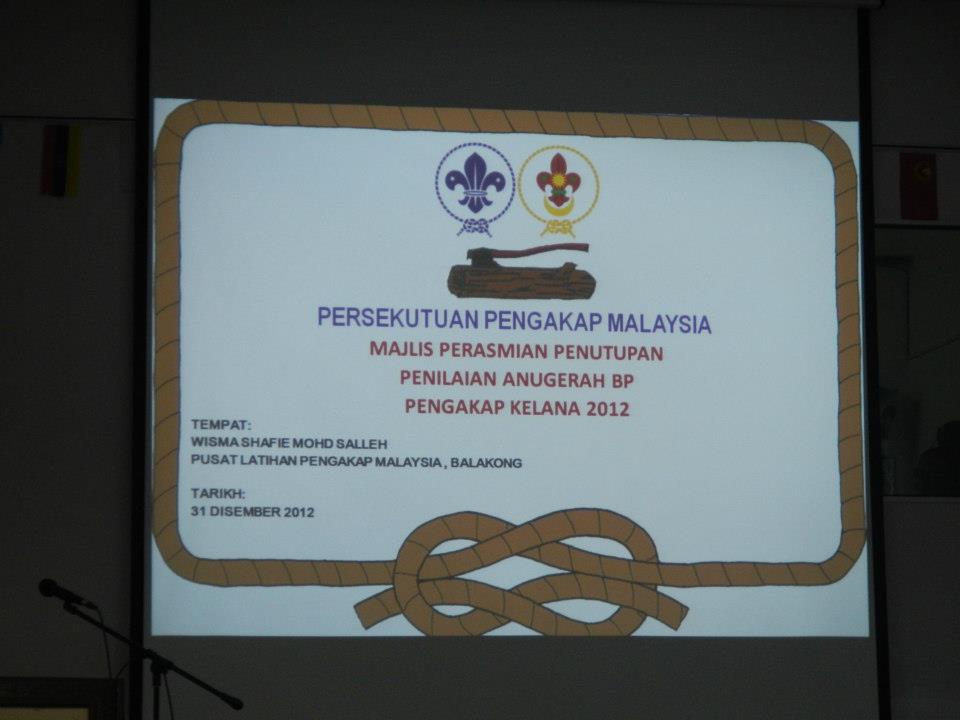 PERSEKUTUAN PENGAKAP MALAYSIA
MAJLIS PERASMIAN PENUTUPAN
PENILAIAN ANUGERAH BP
PENGAKAP KELANA 2012
TEMPAT:
WISMA SHAFIE MOHD SALLEH
PUSAT LATIHAN PENGAKAP MALAYSIA , BALAKONG
TARIKH:
31 DISEMBER 2012